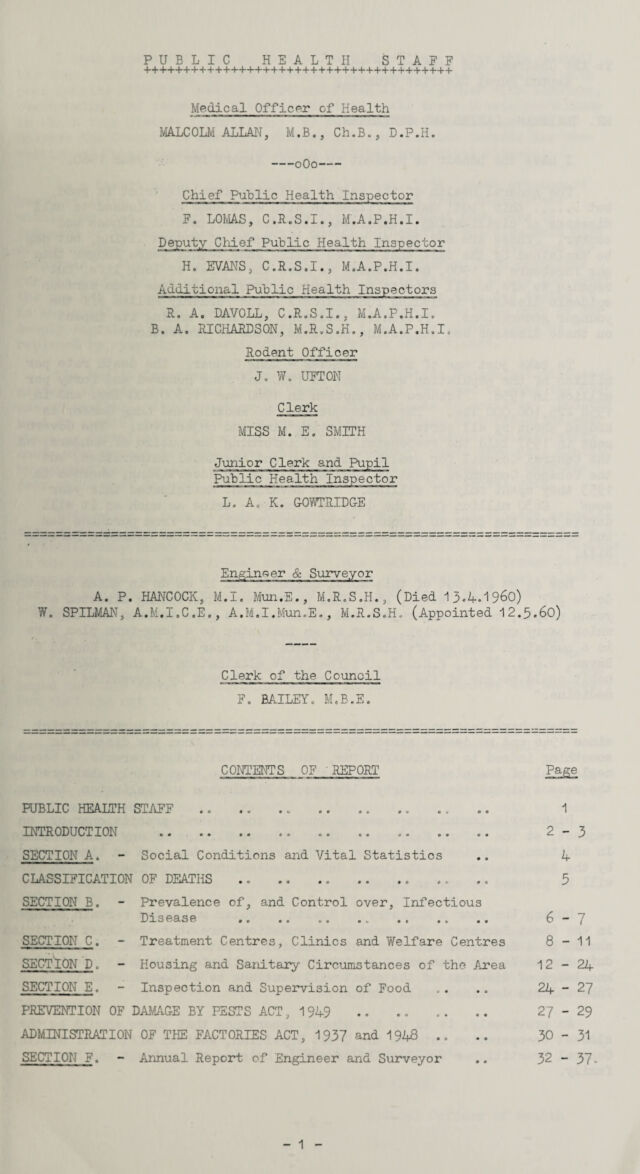 PUBLIC HEALTH STAFF
++++++++++++++++++++++++++++++++++++++++
Medical Officer of Health
MALCOLM ALLAN, M.B., Ch.B., D.P.H.
---oOo---
Chief Public Health Inspector
F. LOMAS, C.R.S.I., M.A.P.H.I.
Deputy Chief Public Health Inspector
H. EVANS, C.R.S.I., M.A.P.H.I.
Additional Public Health Inspectors
R. A. DAVOLL, C.R.S.I., M.A.P.H.I.
B. A. RICHARDSON, M.R.S.H., M.A.P.H.I.
Rodent Officer
J. W. UFTON
Clerk
MISS M. E. SMITH
Junior Clerk and Pupil
Public Health Inspector
L. A. K. GOWTRIDGE
Engineer & Surveyor
A. P. HANCOCK, M.I. Mun.E., M.R.S.H., (Died 13.4.1960)
W. SPILMAN, A.M.I.C.E., A.M.I.Mun.E., M.R.S.H. (Appointed 12.5.60)
----
Clerk of the Council
F. BAILEY. M.B.E.
CONTENTS OF REPORT Page
PUBLIC HEALTH STAFF .. .. .. .. .. .. .. .. 1
INTRODUCTION .. .. .. .. .. .. .. .. .. 2 - 3
SECTION A. - Social Conditions and Vital Statistics .. 4
CLASSIFICATION OF DEATHS .. .. .. .. .. .. .. 5
SECTION B. - Prevalence of, and Control over, Infectious
Disease .. .. .. .. .. .. .. 6 - 7
SECTION C. - Treatment Centres, Clinics and Welfare Centres 8 - 11
SECTION D. - Housing and Sanitary Circumstances of the Area 12 - 24
SECTION E. - Inspection and Supervision of Food .. .. 24 - 27
PREVENTION OF DAMAGE BY PESTS ACT, 1949 .. .. .. .. 27 - 29
ADMINISTRATION OF THE FACTORIES ACT, 1937 and 1948 .. .. 30 - 31
SECTION F. - Annual Report of Engineer and Surveyor .. 32 - 37.
- 1 -